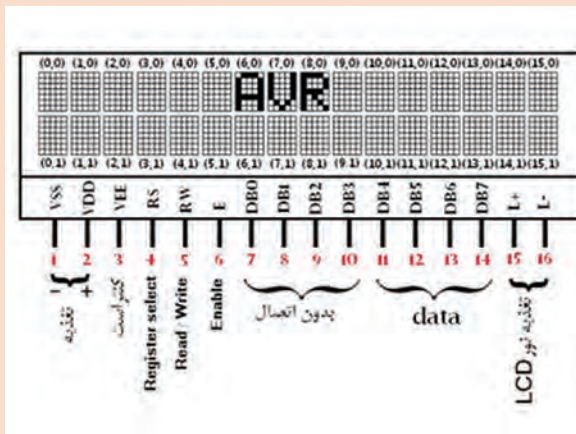 (0,0) (1,0) (2,0) (3,0) (4,0) (5,0) (6,0) (7,0) (8,0) (9,0) (10,0) (11,0) (12,0) (13,0) (14,0) (15,0)
AVR
(0,1) (1,1) (2,1) (3,1) (4,1) (5,1) (6,1) (7,1) (8,1) (9,1) (10,1) (11,1) (12,1) (13,1) (14,1) (15,1)
VSS VDD VEE RS RW E DB0 DB1 DB2 DB3 DB4 DB5 DB6 DB7 L+ L-
1 2 3 4 5 6 7 8 9 10 11 12 13 14 15 16
- +
تغذیه
کنتراست
Register select
Read / Write
Enable
بدون اتصال
data
تغذیه نور LCD